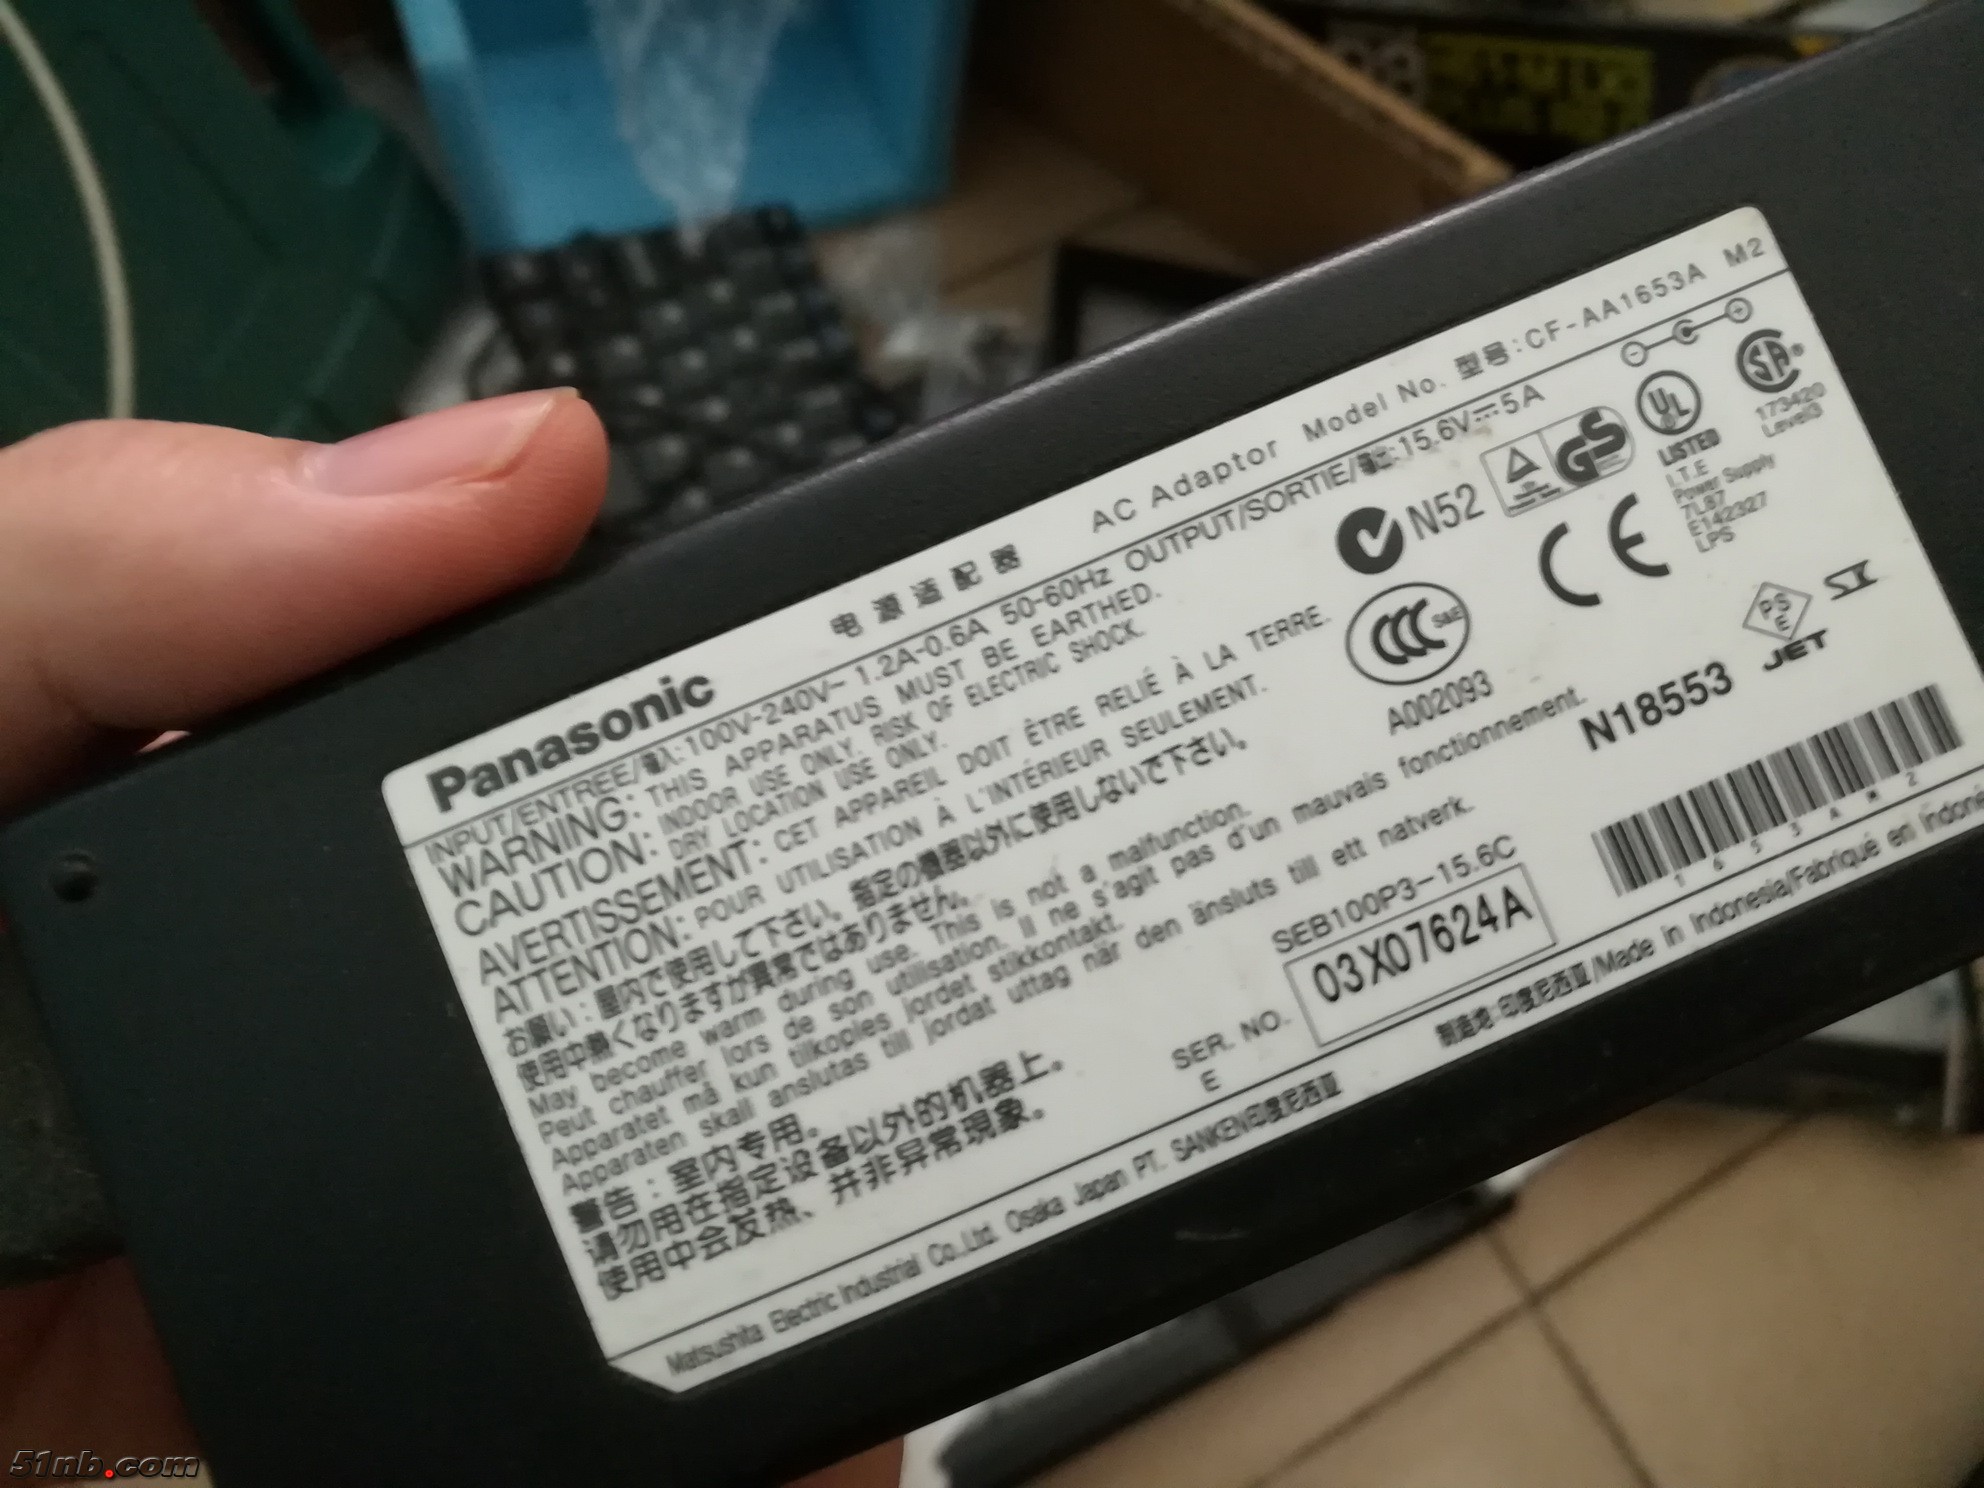 Panasonic 电源适配器 AC Adaptor Model No. 型号:CF-AA1653A M2
INPUT/ENTREE/輸入:100V-240V~1.2A-0.6A 50-60Hz OUTPUT/SORTIE/輸出:15.6V⎓5A
WARNING: THIS APPARATUS MUST BE EARTHED.
CAUTION: INDOOR USE ONLY. RISK OF ELECTRIC SHOCK.
DRY LOCATION USE ONLY.
AVERTISSEMENT: CET APPAREIL DOIT ÊTRE RELIÉ À LA TERRE.
ATTENTION: POUR UTILISATION À L'INTÉRIEUR SEULEMENT.
お願い:屋内で使用して下さい。指定の機器以外に使用しないで下さい。
使用中熱くなりますが異常ではありません。
May become warm during use. This is not a malfunction.
Peut chauffer lors de son utilisation. Il ne s'agit pas d'un mauvais fonctionnement.
Apparatet må kun tilkoples jordet stikkontakt.
Apparaten skall anslutas till jordat uttag när den änsluts till ett natverk.
警告:室内专用。
请勿用在指定设备以外的机器上。
使用中会发热、并非异常現象。
N52
GS
UL
LISTED
I.T.E
Power Supply
7L87
E142327
LPS
SA
173420
Level3
CCC S&E
A002093
CE
PS
E
JET
N18553
1653AM2
SEB100P3-15.6C
SER. NO. 03X07624A
E
制造地:印度尼西亚/Made in Indonesia/Fabriqué en Indoné
Matsushita Electric Industrial Co.,Ltd. Osaka Japan PT. SANKEN印度尼西亚
51nb.com